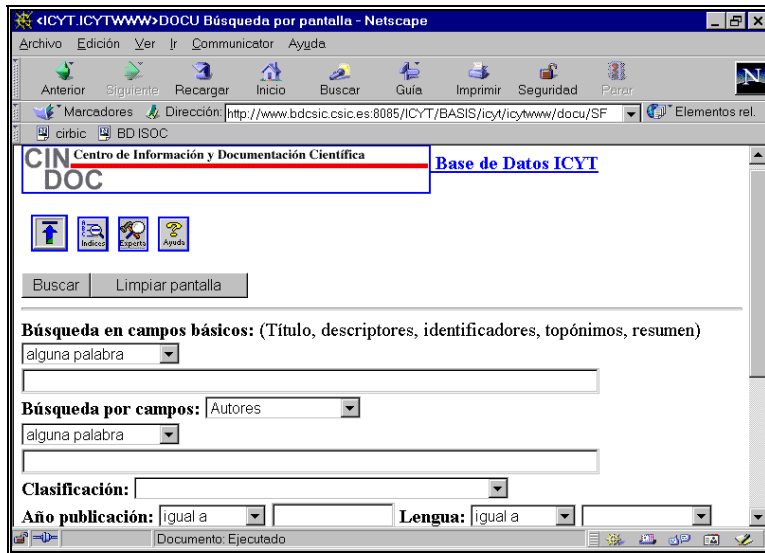 <ICYT.ICYTWWW>DOCU Búsqueda por pantalla - Netscape
Archivo Edición Ver Ir Communicator Ayuda
Anterior Siguiente Recargar Inicio Buscar Guía Imprimir Seguridad Parar N
Marcadores Dirección: http://www.bdcsic.csic.es:8085/ICYT/BASIS/icyt/icytwww/docu/SF Elementos rel.
cirbic BD ISOC
CINDOC Centro de Información y Documentación Científica Base de Datos ICYT
Indices Experta Ayuda
Buscar Limpiar pantalla
Búsqueda en campos básicos: (Título, descriptores, identificadores, topónimos, resumen)
alguna palabra
Búsqueda por campos: Autores
alguna palabra
Clasificación:
Año publicación: igual a Lengua: igual a
Documento: Ejecutado